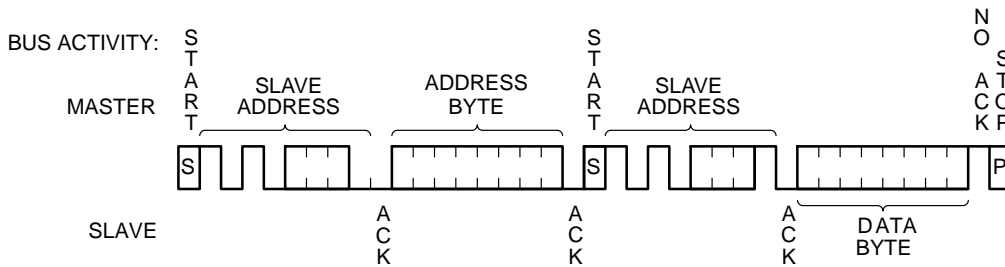 BUS ACTIVITY:
MASTER
START
SLAVE
ADDRESS
ADDRESS
BYTE
START
SLAVE
ADDRESS
NO ACK
STOP
S
S
P
SLAVE
ACK
ACK
ACK
DATA
BYTE